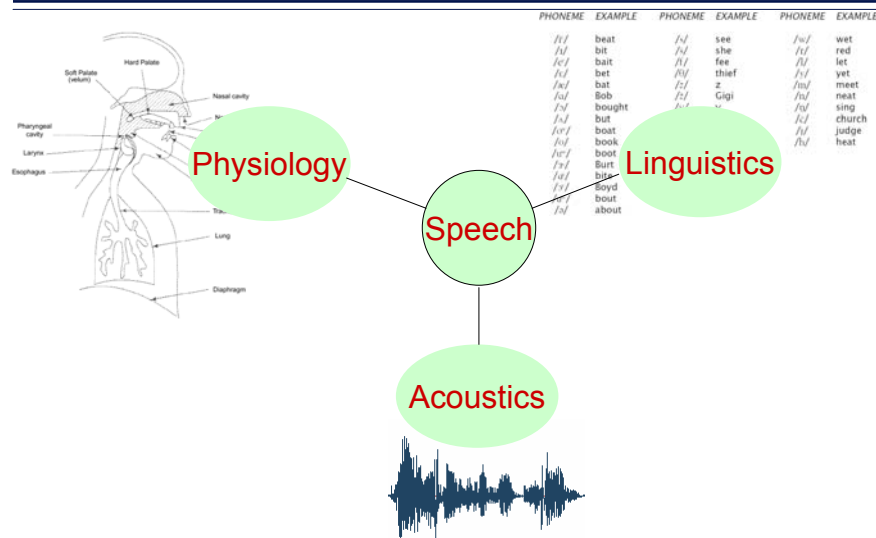 PHONEME EXAMPLE PHONEME EXAMPLE PHONEME EXAMPLE
beat /s/ see /w/ wet
/ɪ/ bit she /r/ red
bait /f/ fee /l/ let
/ɛ/ bet /θ/ thief /y/ yet
/æ/ bat /z/ z /m/ meet
/ɑ/ Bob Gigi /n/ neat
/ɔ/ bought v /ŋ/ sing
/ʌ/ but church
boat judge
/ʊ/ book /h/ heat
boot
Burt
bite
Boyd
bout
/ə/ about
Hard Palate
Soft Palate
(velum)
Nasal cavity
Pharyngeal
cavity
Larynx
Esophagus
Lung
Diaphragm
Physiology
Linguistics
Speech
Acoustics